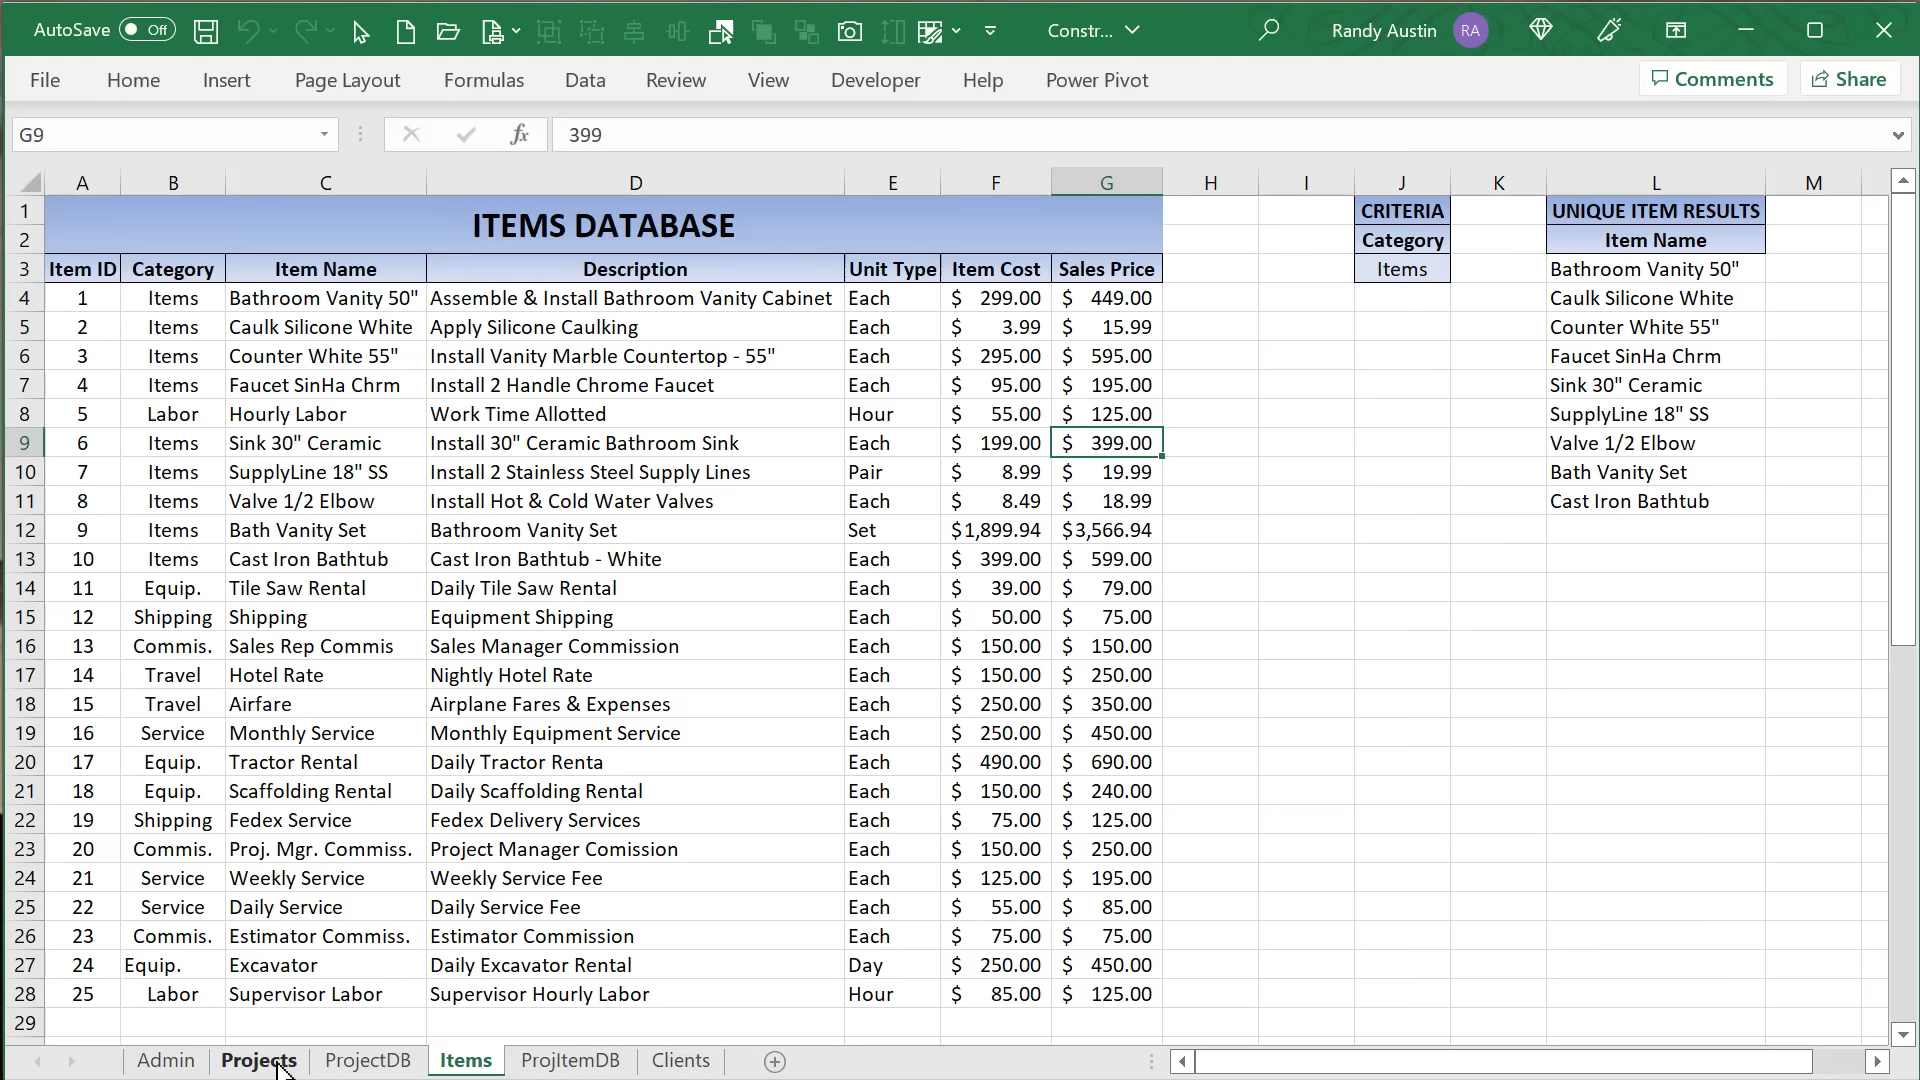 AutoSave Off Constr... Randy Austin RA
File Home Insert Page Layout Formulas Data Review View Developer Help Power Pivot Comments Share
G9 fx 399
A B C D E F G H I J K L M
1 ITEMS DATABASE CRITERIA UNIQUE ITEM RESULTS
2 Category Item Name
3 Item ID Category Item Name Description Unit Type Item Cost Sales Price Items Bathroom Vanity 50"
4 1 Items Bathroom Vanity 50" Assemble & Install Bathroom Vanity Cabinet Each $ 299.00 $ 449.00 Caulk Silicone White
5 2 Items Caulk Silicone White Apply Silicone Caulking Each $ 3.99 $ 15.99 Counter White 55"
6 3 Items Counter White 55" Install Vanity Marble Countertop - 55" Each $ 295.00 $ 595.00 Faucet SinHa Chrm
7 4 Items Faucet SinHa Chrm Install 2 Handle Chrome Faucet Each $ 95.00 $ 195.00 Sink 30" Ceramic
8 5 Labor Hourly Labor Work Time Allotted Hour $ 55.00 $ 125.00 SupplyLine 18" SS
9 6 Items Sink 30" Ceramic Install 30" Ceramic Bathroom Sink Each $ 199.00 $ 399.00 Valve 1/2 Elbow
10 7 Items SupplyLine 18" SS Install 2 Stainless Steel Supply Lines Pair $ 8.99 $ 19.99 Bath Vanity Set
11 8 Items Valve 1/2 Elbow Install Hot & Cold Water Valves Each $ 8.49 $ 18.99 Cast Iron Bathtub
12 9 Items Bath Vanity Set Bathroom Vanity Set Set $1,899.94 $3,566.94
13 10 Items Cast Iron Bathtub Cast Iron Bathtub - White Each $ 399.00 $ 599.00
14 11 Equip. Tile Saw Rental Daily Tile Saw Rental Each $ 39.00 $ 79.00
15 12 Shipping Shipping Equipment Shipping Each $ 50.00 $ 75.00
16 13 Commis. Sales Rep Commis Sales Manager Commission Each $ 150.00 $ 150.00
17 14 Travel Hotel Rate Nightly Hotel Rate Each $ 150.00 $ 250.00
18 15 Travel Airfare Airplane Fares & Expenses Each $ 250.00 $ 350.00
19 16 Service Monthly Service Monthly Equipment Service Each $ 250.00 $ 450.00
20 17 Equip. Tractor Rental Daily Tractor Renta Each $ 490.00 $ 690.00
21 18 Equip. Scaffolding Rental Daily Scaffolding Rental Each $ 150.00 $ 240.00
22 19 Shipping Fedex Service Fedex Delivery Services Each $ 75.00 $ 125.00
23 20 Commis. Proj. Mgr. Commiss. Project Manager Comission Each $ 150.00 $ 250.00
24 21 Service Weekly Service Weekly Service Fee Each $ 125.00 $ 195.00
25 22 Service Daily Service Daily Service Fee Each $ 55.00 $ 85.00
26 23 Commis. Estimator Commiss. Estimator Commission Each $ 75.00 $ 75.00
27 24 Equip. Excavator Daily Excavator Rental Day $ 250.00 $ 450.00
28 25 Labor Supervisor Labor Supervisor Hourly Labor Hour $ 85.00 $ 125.00
29
Admin Projects ProjectDB Items ProjItemDB Clients